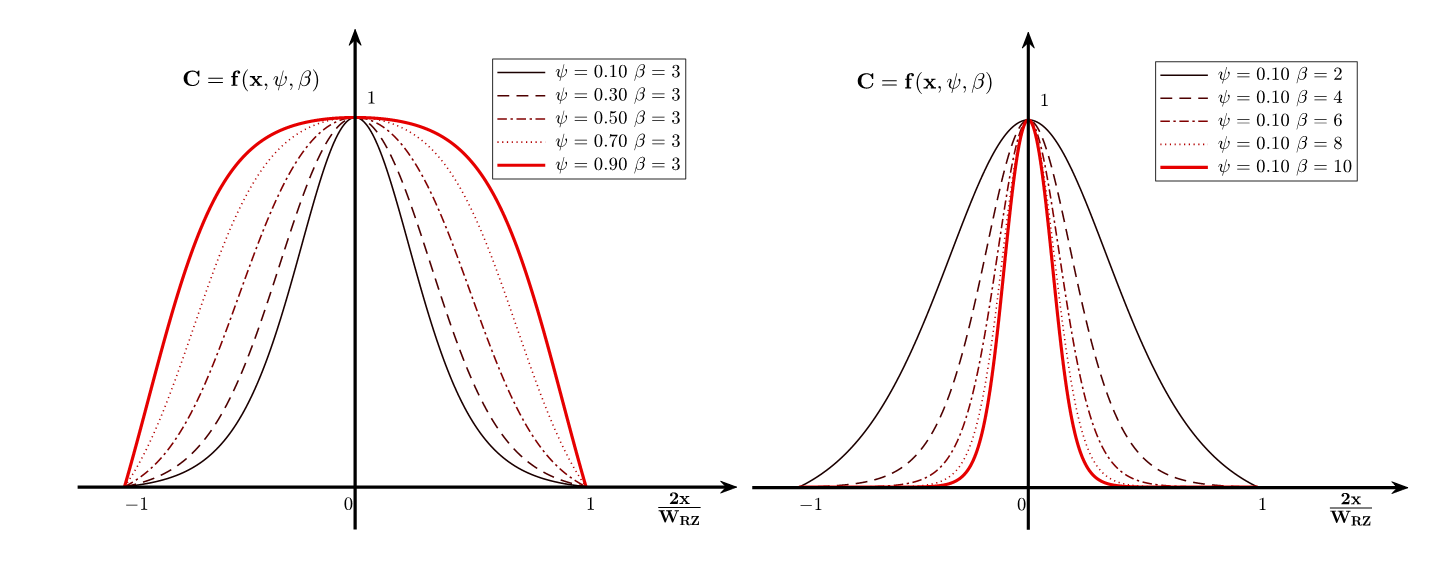 C = f(x, ψ, β)
1
ψ = 0.10 β = 3
ψ = 0.30 β = 3
ψ = 0.50 β = 3
ψ = 0.70 β = 3
ψ = 0.90 β = 3
−1
0
1
2x
W_RZ
C = f(x, ψ, β)
1
ψ = 0.10 β = 2
ψ = 0.10 β = 4
ψ = 0.10 β = 6
ψ = 0.10 β = 8
ψ = 0.10 β = 10
−1
0
1
2x
W_RZ